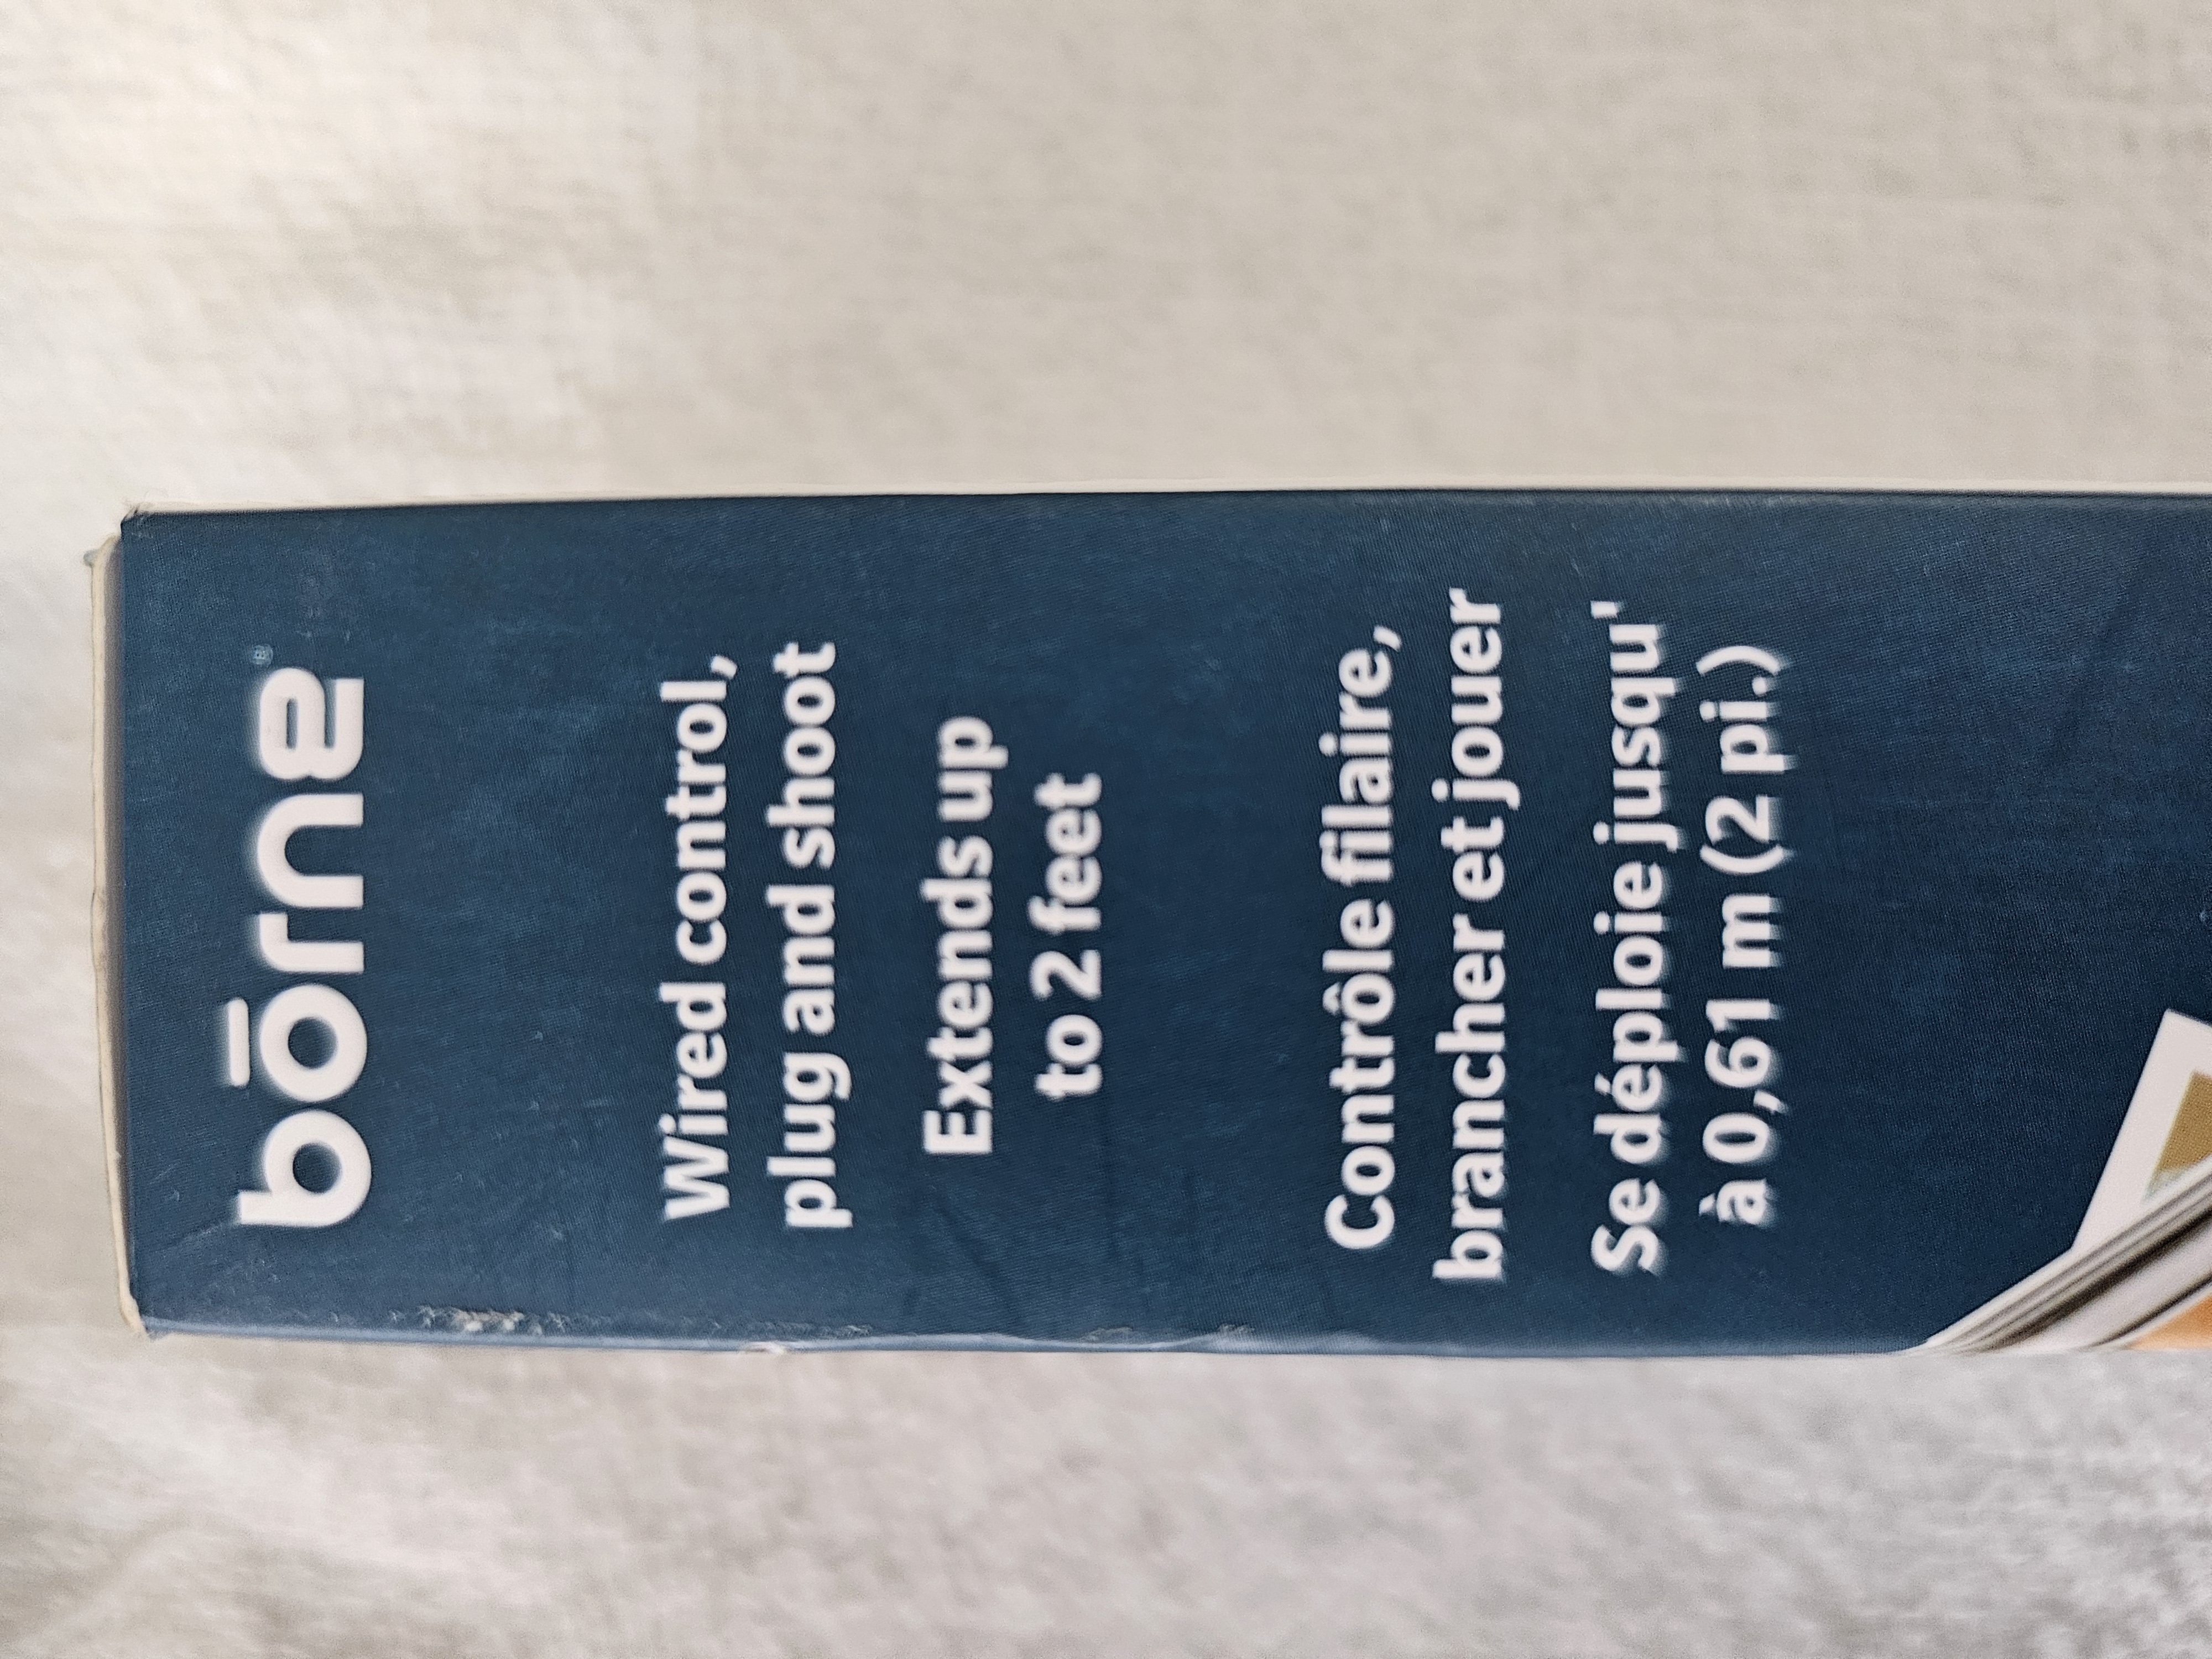 bōrne®
Wired control,
plug and shoot
Extends up
to 2 feet
Contrôle filaire,
brancher et jouer
Se déploie jusqu'
à 0,61 m (2 pi.)